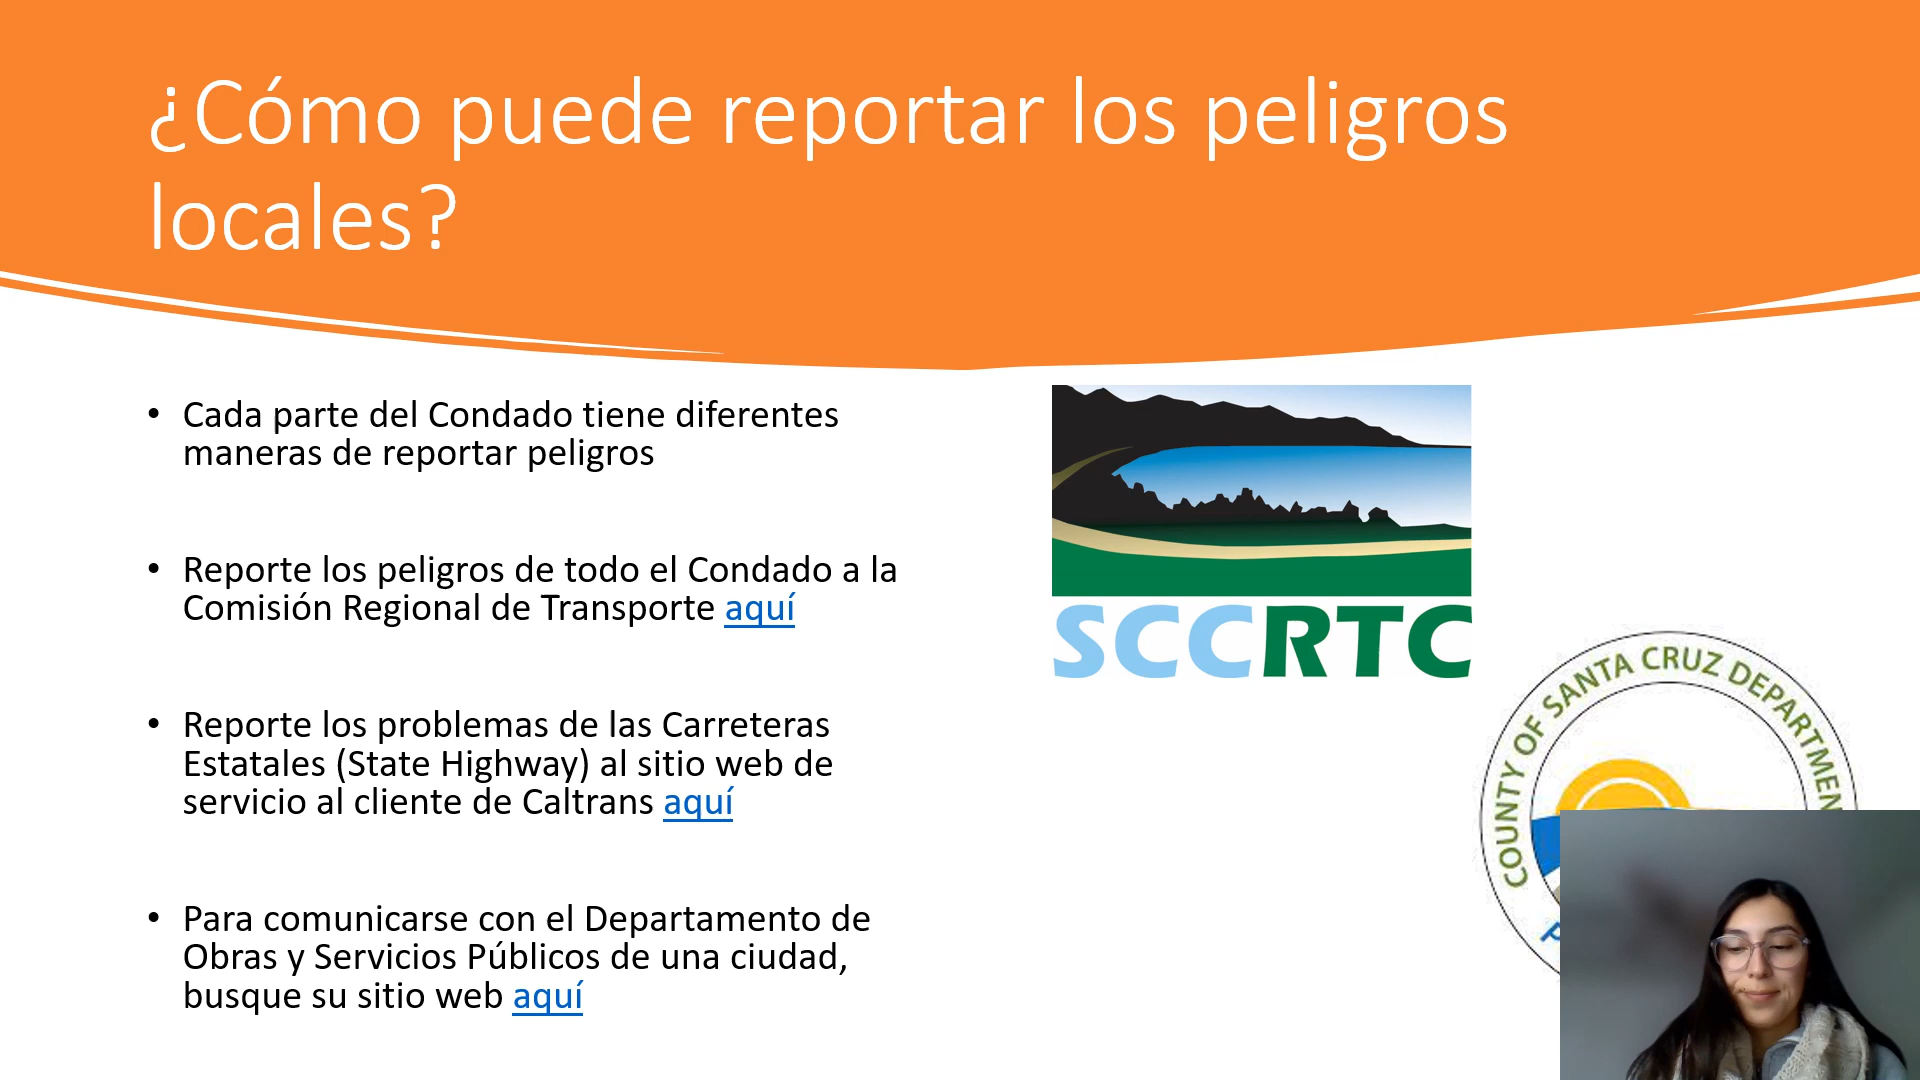 ¿Cómo puede reportar los peligros
locales?
• Cada parte del Condado tiene diferentes
maneras de reportar peligros
• Reporte los peligros de todo el Condado a la
Comisión Regional de Transporte aquí
• Reporte los problemas de las Carreteras
Estatales (State Highway) al sitio web de
servicio al cliente de Caltrans aquí
• Para comunicarse con el Departamento de
Obras y Servicios Públicos de una ciudad,
busque su sitio web aquí
SCCRTC
COUNTY OF SANTA CRUZ